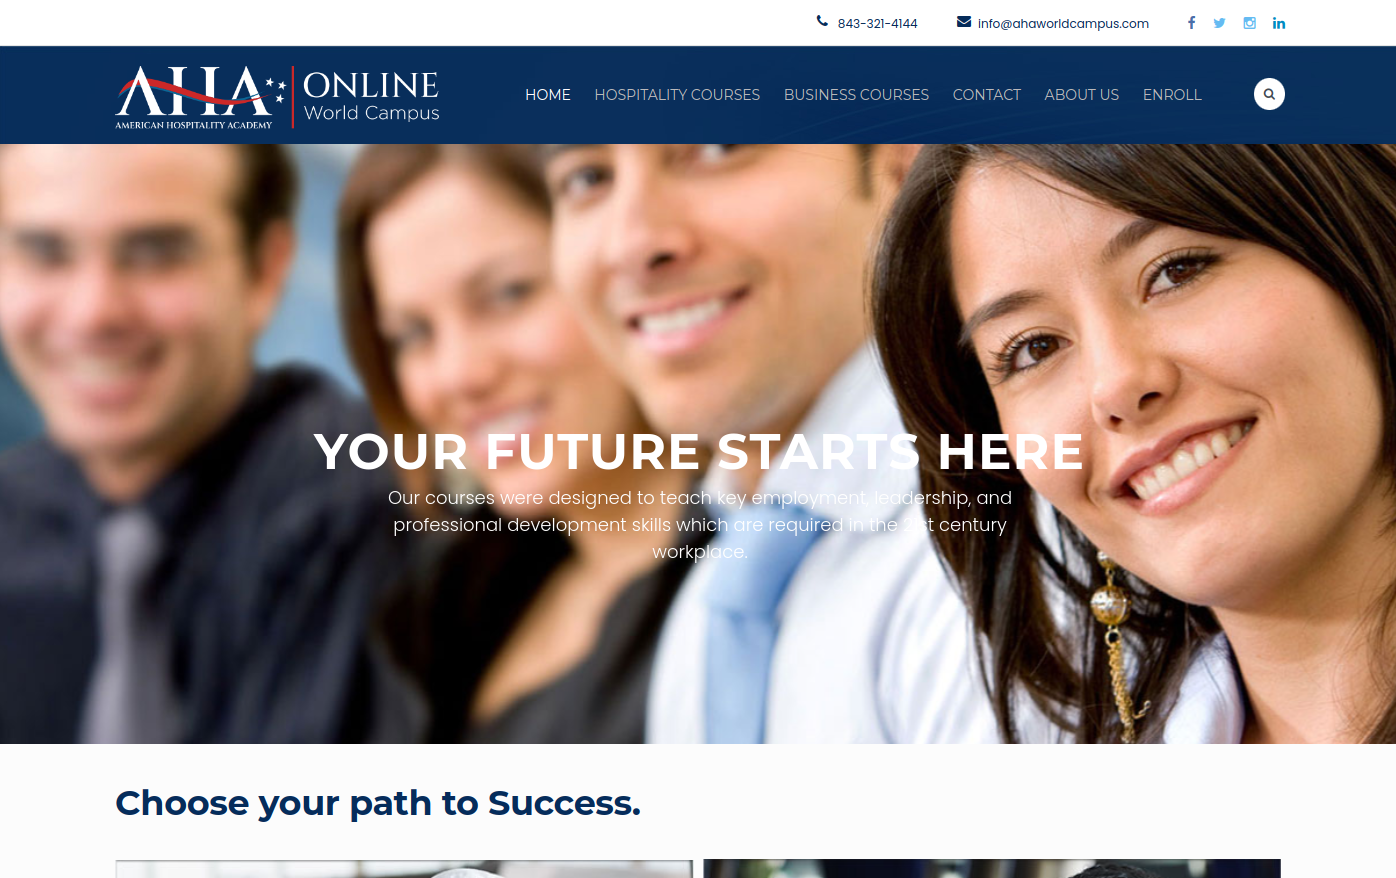 843-321-4144
info@ahaworldcampus.com
AHA
AMERICAN HOSPITALITY ACADEMY
ONLINE
World Campus
HOME
HOSPITALITY COURSES
BUSINESS COURSES
CONTACT
ABOUT US
ENROLL
YOUR FUTURE STARTS HERE
Our courses were designed to teach key employment, leadership, and
professional development skills which are required in the 21st century
workplace.
Choose your path to Success.